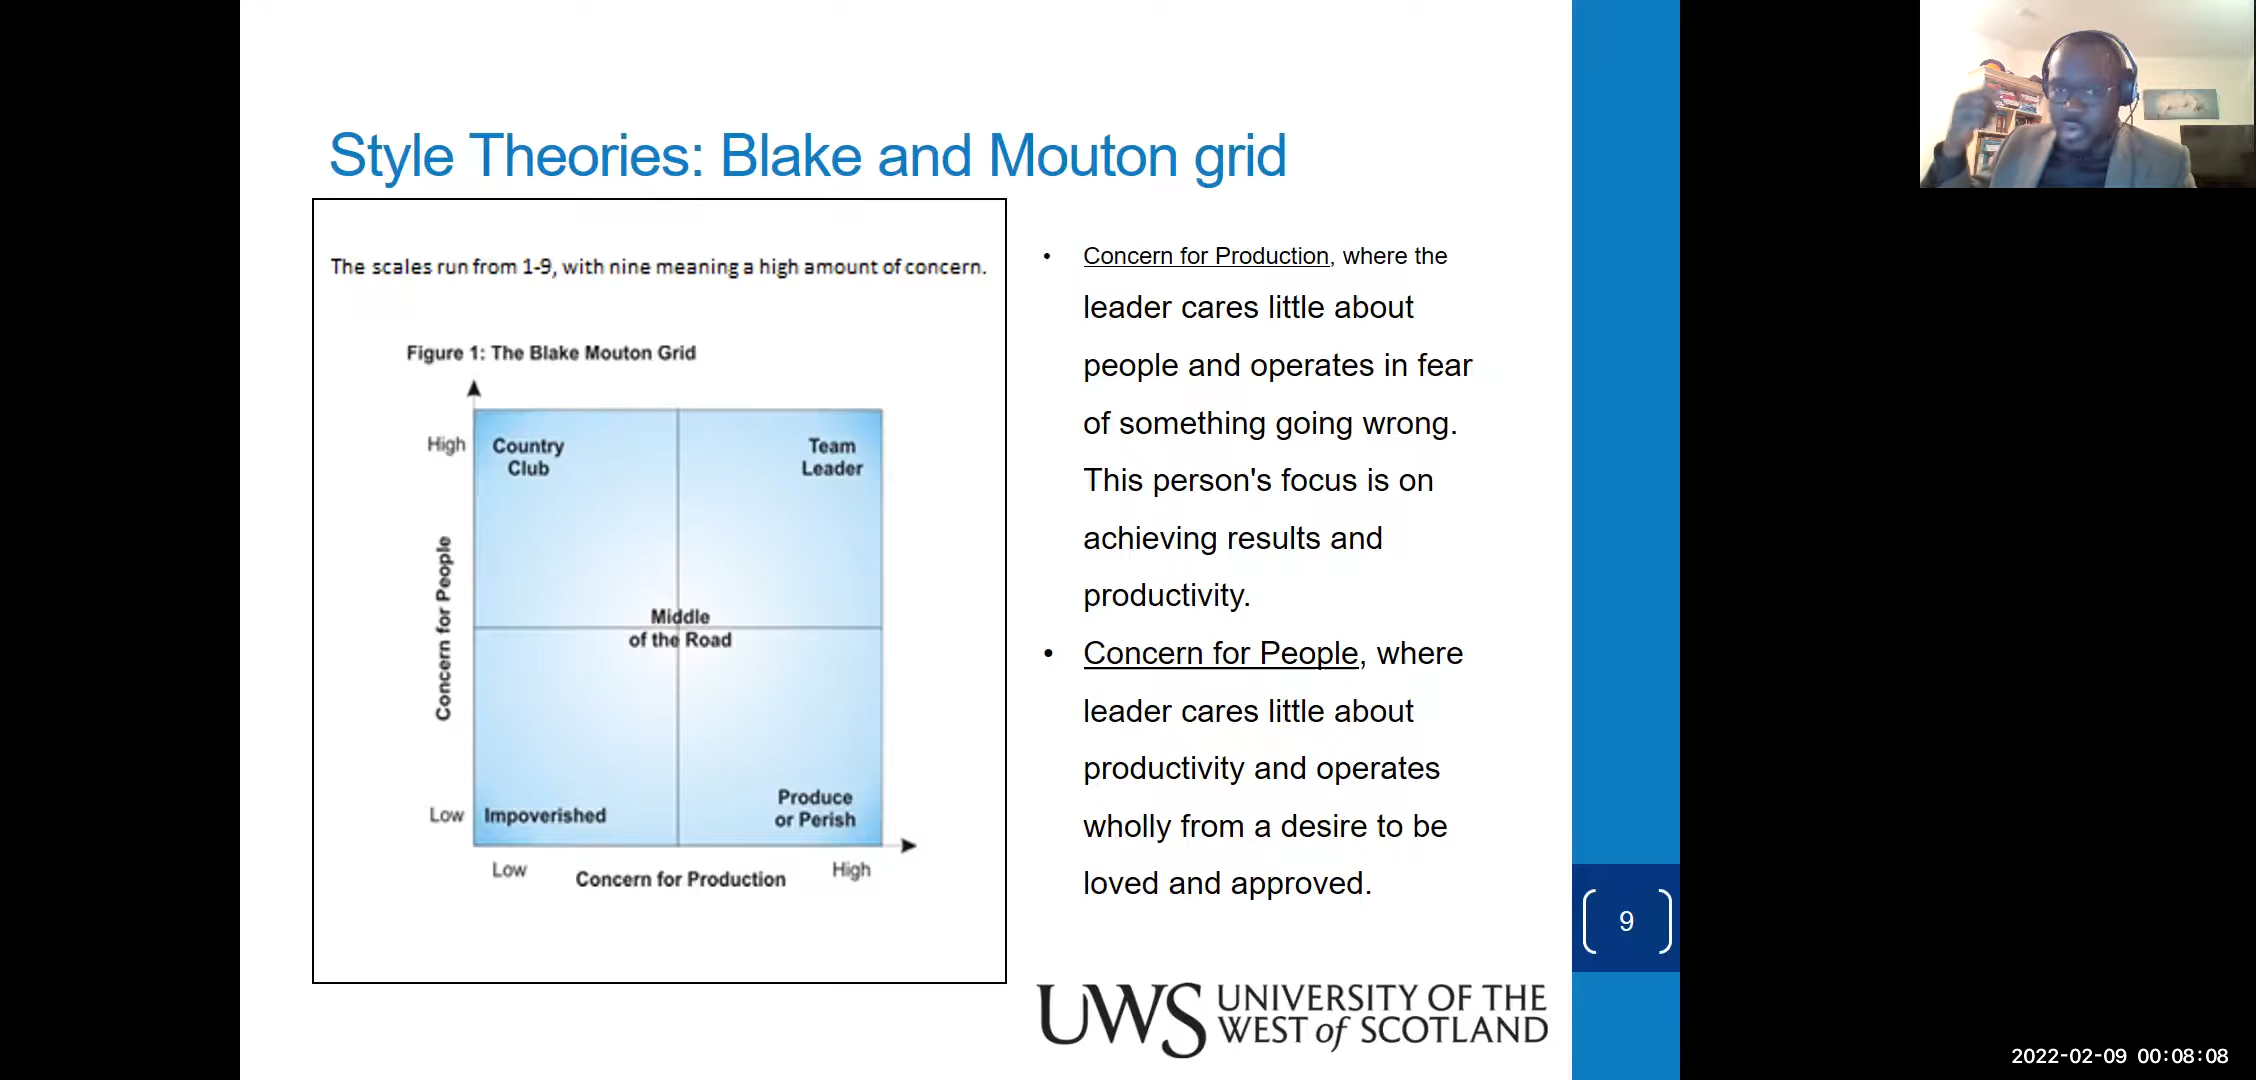 Style Theories: Blake and Mouton grid
The scales run from 1-9, with nine meaning a high amount of concern.
Figure 1: The Blake Mouton Grid
High
Country
Club
Team
Leader
Concern for People
Middle
of the Road
Low
Impoverished
Produce
or Perish
Low
Concern for Production
High
• Concern for Production, where the
leader cares little about
people and operates in fear
of something going wrong.
This person's focus is on
achieving results and
productivity.
• Concern for People, where
leader cares little about
productivity and operates
wholly from a desire to be
loved and approved.
9
UWS UNIVERSITY OF THE
WEST of SCOTLAND
2022-02-09 00:08:08